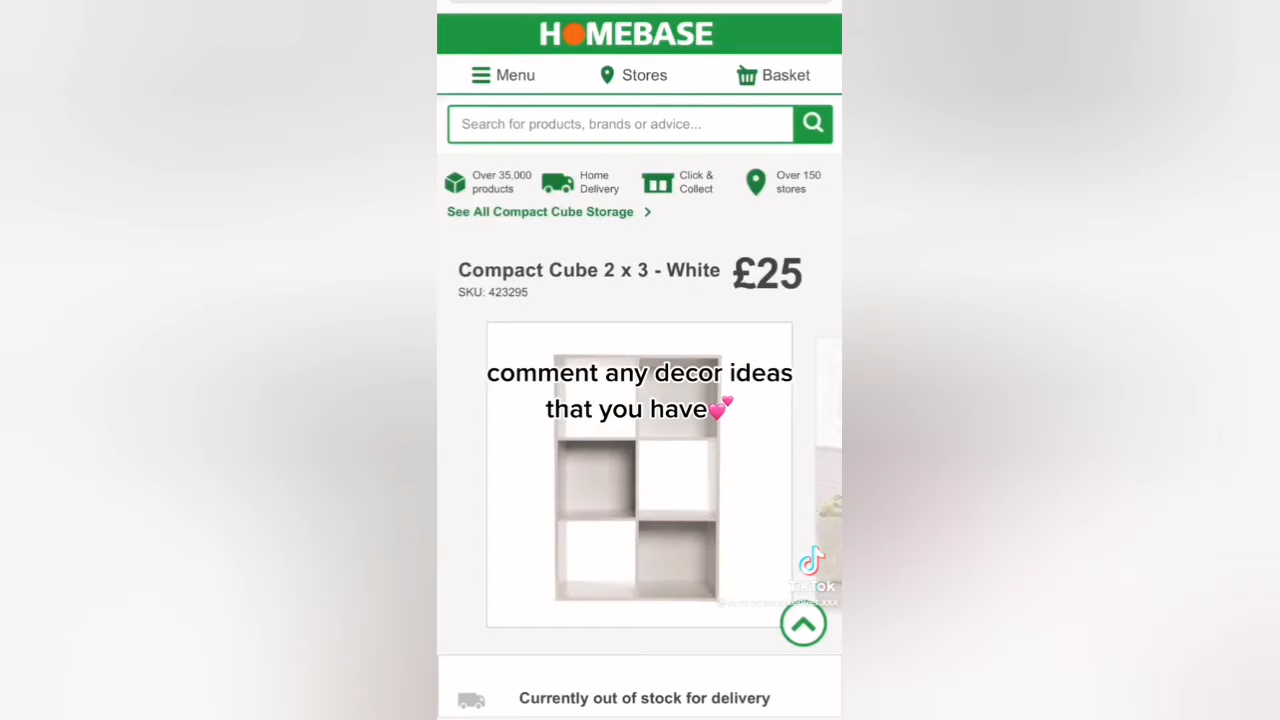 HOMEBASE
Menu
Stores
Basket
Search for products, brands or advice...
Over 35,000
products
Home
Delivery
Click &
Collect
Over 150
stores
See All Compact Cube Storage
Compact Cube 2 x 3 - White £25
SKU: 423295
comment any decor ideas
that you have💕
TikTok
Currently out of stock for delivery